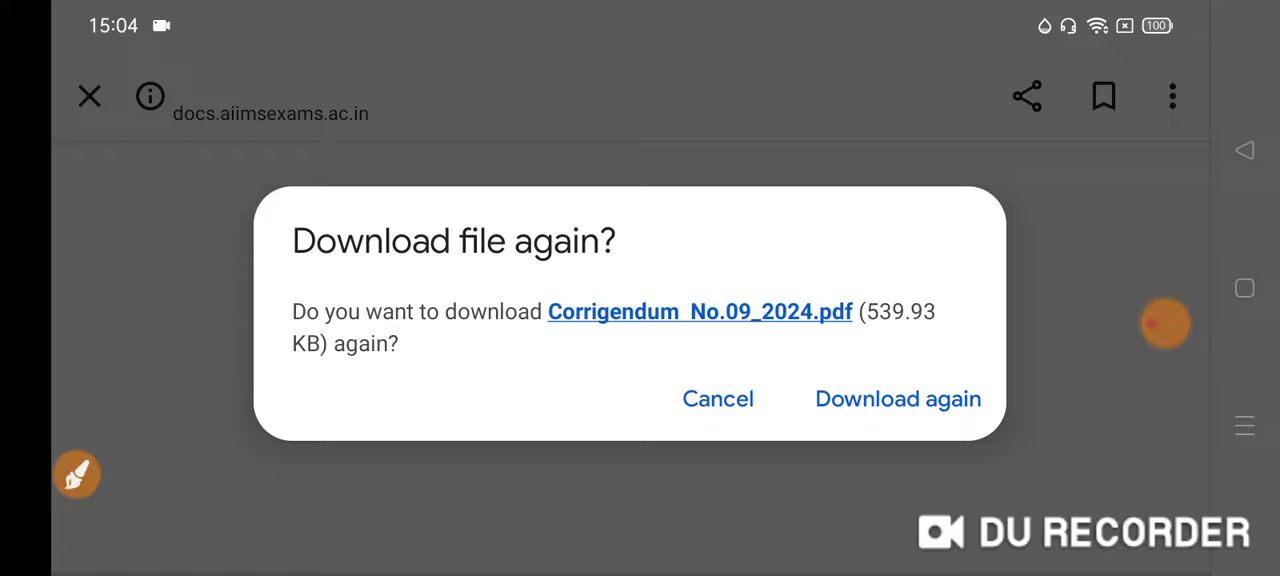 15:04
100
docs.aiimsexams.ac.in
Download file again?
Do you want to download Corrigendum_No.09_2024.pdf (539.93
KB) again?
Cancel Download again
DU RECORDER